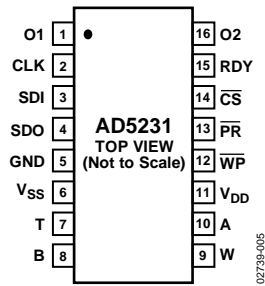 O1 1 16 O2
CLK 2 15 RDY
SDI 3 14 CS
SDO 4 AD5231 13 PR
TOP VIEW
GND 5 (Not to Scale) 12 WP
VSS 6 11 VDD
T 7 10 A
B 8 9 W
02739-005